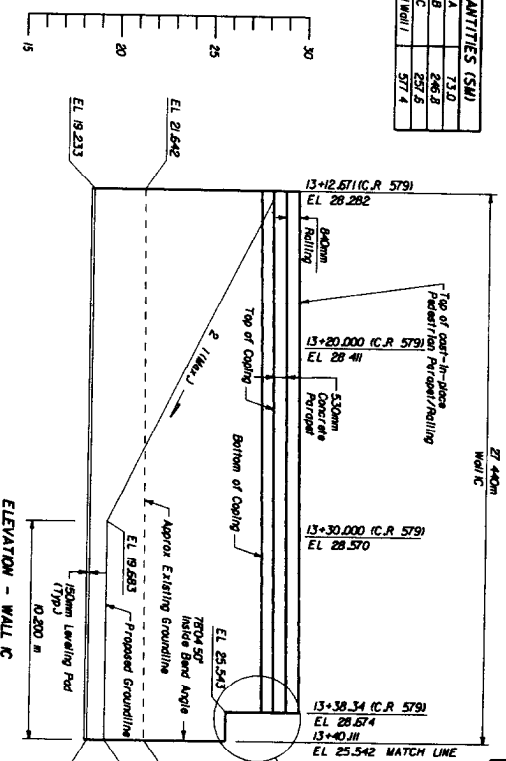 ANTITIES (SM)
A 73.0
B 246.8
C 257.6
Wall 1 577.4
30
25
20
15
27.440m
Wall 1C
13+12.671 (C.R 579)
EL 28.282
13+20.000 (C.R 579)
EL 28.411
13+30.000 (C.R 579)
EL 28.570
13+38.34 (C.R 579)
EL 28.674
13+40.111
EL 25.542 MATCH LINE
Top of cast-in-place
Pedestrian Parapet/Railing
840mm
Railing
530mm
Concrete
Parapet
Top of Coping
Bottom of Coping
2:1 (Max.)
EL 21.642
EL 19.233
Approx Existing Groundline
EL 25.543
78°04'50"
Inside Bend Angle
EL 19.683
Proposed Groundline
150mm Leveling Pad
(Typ.)
10.200 m
ELEVATION - WALL 1C